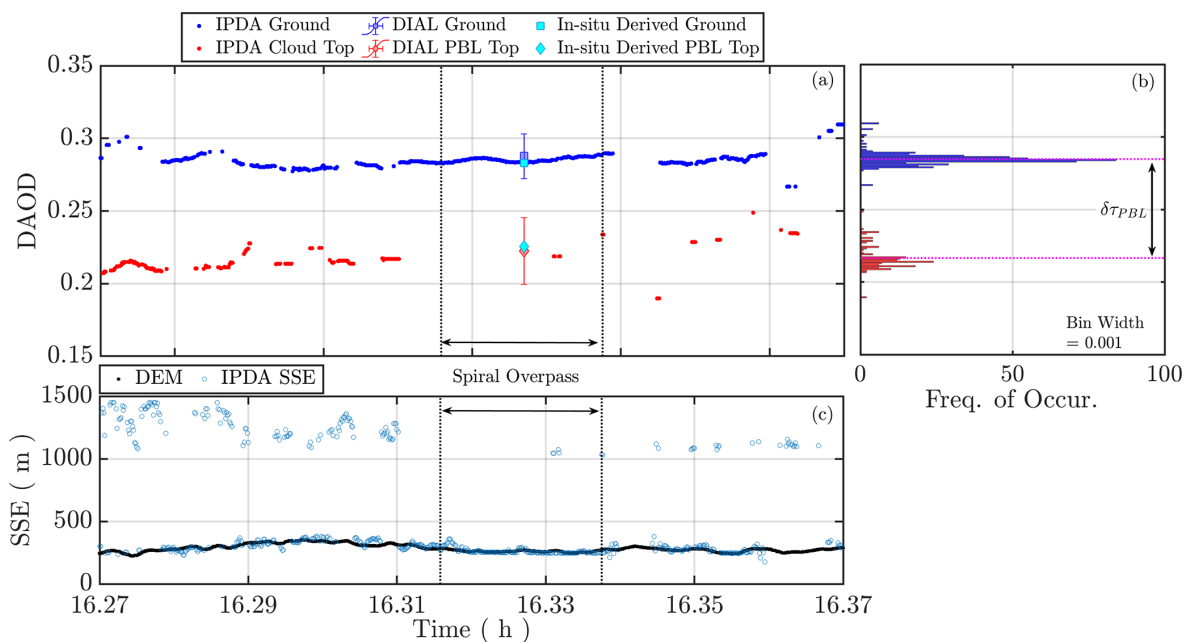 IPDA Ground DIAL Ground In-situ Derived Ground
IPDA Cloud Top DIAL PBL Top In-situ Derived PBL Top
0.35
0.3
0.25
0.2
0.15
DAOD
(a)
(b)
δτPBL
Bin Width
= 0.001
0 50 100
Freq. of Occur.
Spiral Overpass
DEM IPDA SSE
1500
1000
500
0
SSE ( m )
(c)
16.27 16.29 16.31 16.33 16.35 16.37
Time ( h )